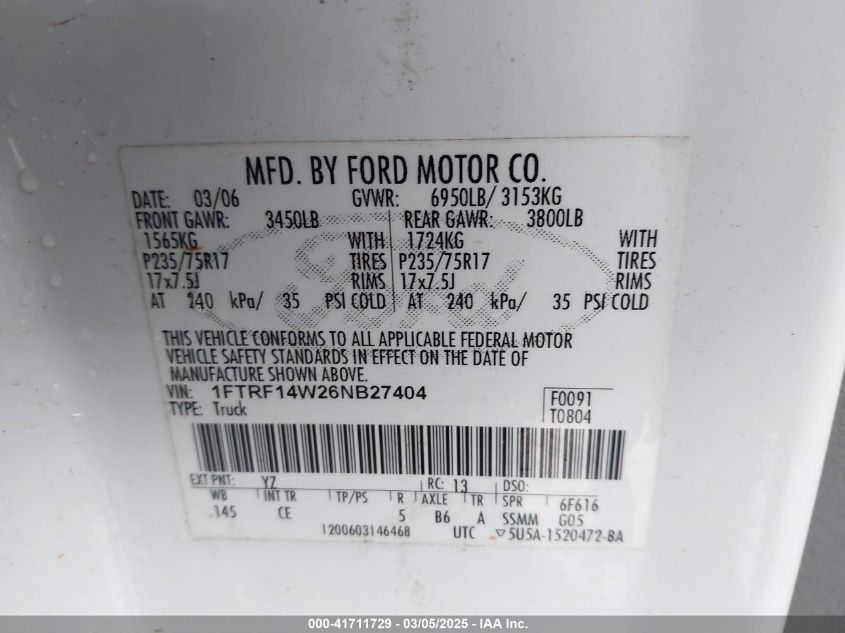 MFD. BY FORD MOTOR CO.
DATE: 03/06 GVWR: 6950LB/ 3153KG
FRONT GAWR: 3450LB REAR GAWR: 3800LB
1565KG WITH 1724KG WITH
P235/75R17 TIRES P235/75R17 TIRES
17x7.5J RIMS 17x7.5J RIMS
AT 240 kPa/ 35 PSI COLD AT 240 kPa/ 35 PSI COLD
THIS VEHICLE CONFORMS TO ALL APPLICABLE FEDERAL MOTOR
VEHICLE SAFETY STANDARDS IN EFFECT ON THE DATE OF
MANUFACTURE SHOWN ABOVE.
VIN: 1FTRF14W26NB27404 F0091
TYPE: Truck T0804
EXT PNT: YZ RC: 13 DSO:
WB INT TR TP/PS R AXLE TR SPR 6F616
145 CE 5 B6 A SSMM G05
1200603146468 UTC ▽5U5A-1520472-BA
000-41711729 - 03/05/2025 - IAA Inc.